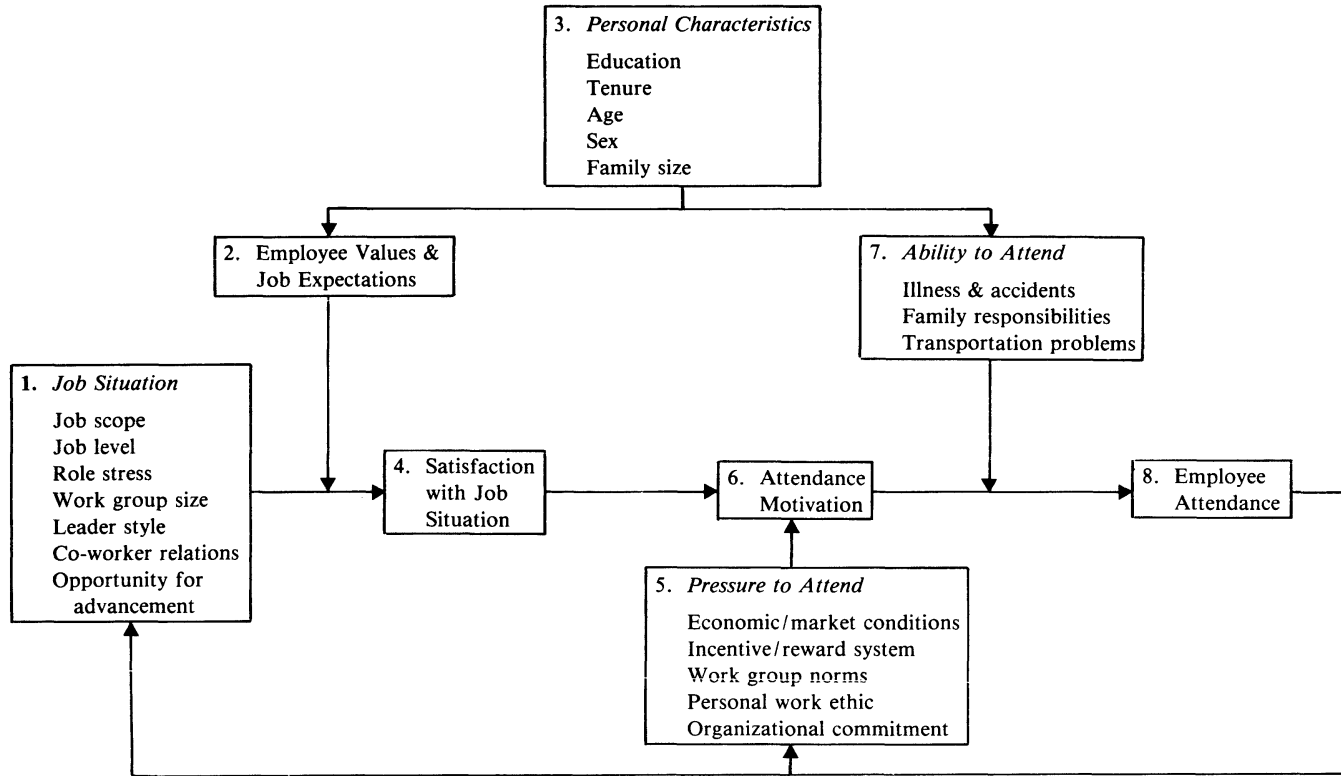 3. Personal Characteristics
Education
Tenure
Age
Sex
Family size
2. Employee Values &
Job Expectations
7. Ability to Attend
Illness & accidents
Family responsibilities
Transportation problems
1. Job Situation
Job scope
Job level
Role stress
Work group size
Leader style
Co-worker relations
Opportunity for
advancement
4. Satisfaction
with Job
Situation
6. Attendance
Motivation
8. Employee
Attendance
5. Pressure to Attend
Economic/market conditions
Incentive/reward system
Work group norms
Personal work ethic
Organizational commitment